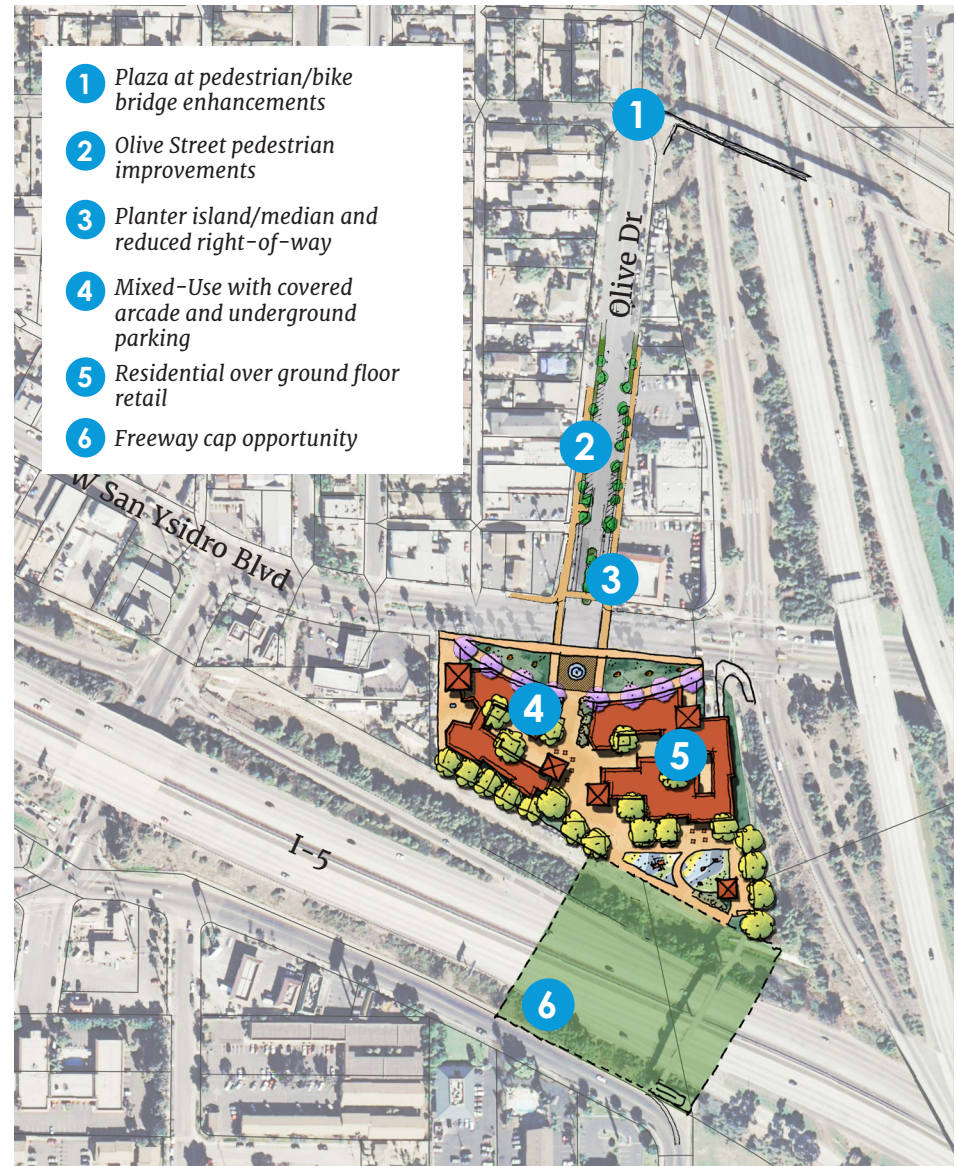 1 Plaza at pedestrian/bike
bridge enhancements
2 Olive Street pedestrian
improvements
3 Planter island/median and
reduced right-of-way
4 Mixed-Use with covered
arcade and underground
parking
5 Residential over ground floor
retail
6 Freeway cap opportunity
1
Olive Dr
2
W San Ysidro Blvd
3
4
5
I-5
6